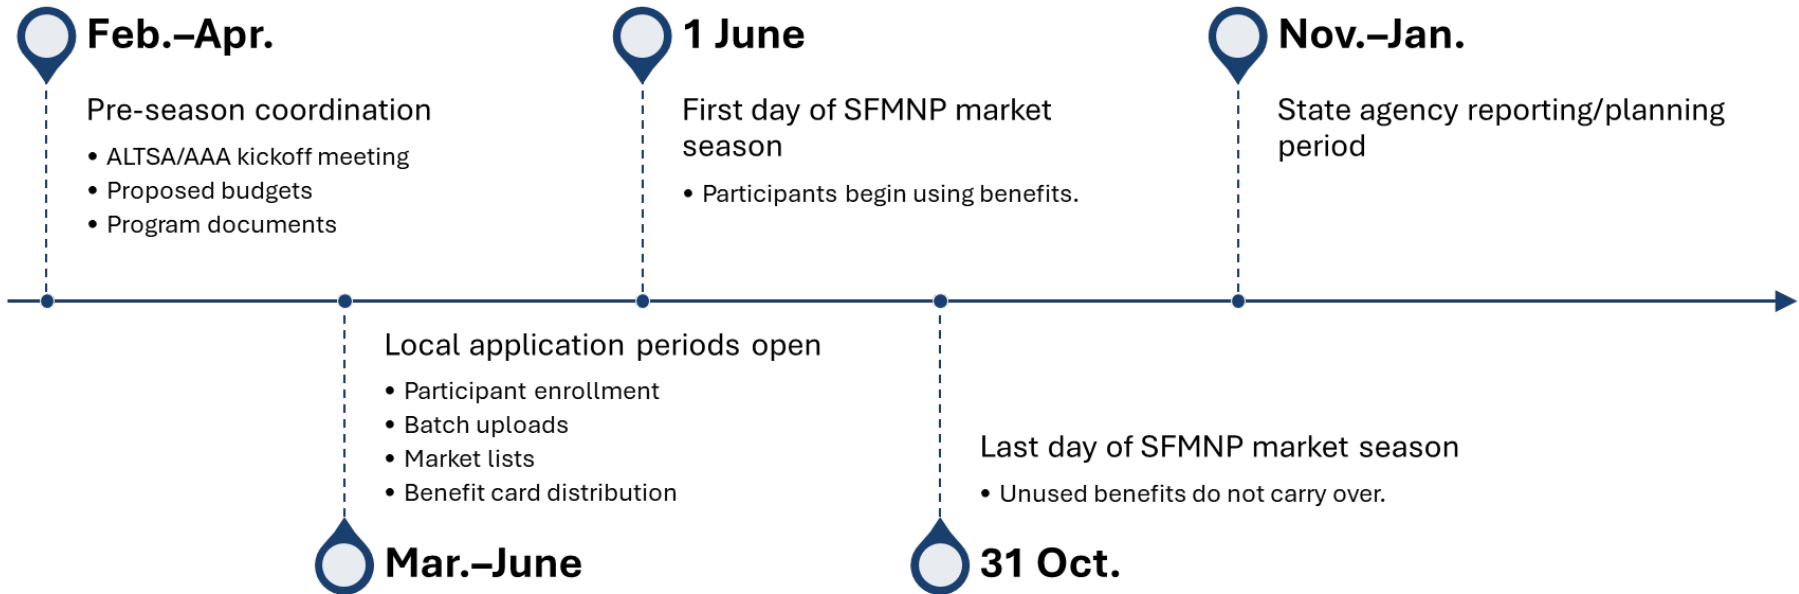 Feb.–Apr.
Pre-season coordination
• ALTSA/AAA kickoff meeting
• Proposed budgets
• Program documents
Local application periods open
• Participant enrollment
• Batch uploads
• Market lists
• Benefit card distribution
Mar.–June
1 June
First day of SFMNP market
season
• Participants begin using benefits.
Last day of SFMNP market season
• Unused benefits do not carry over.
31 Oct.
Nov.–Jan.
State agency reporting/planning
period